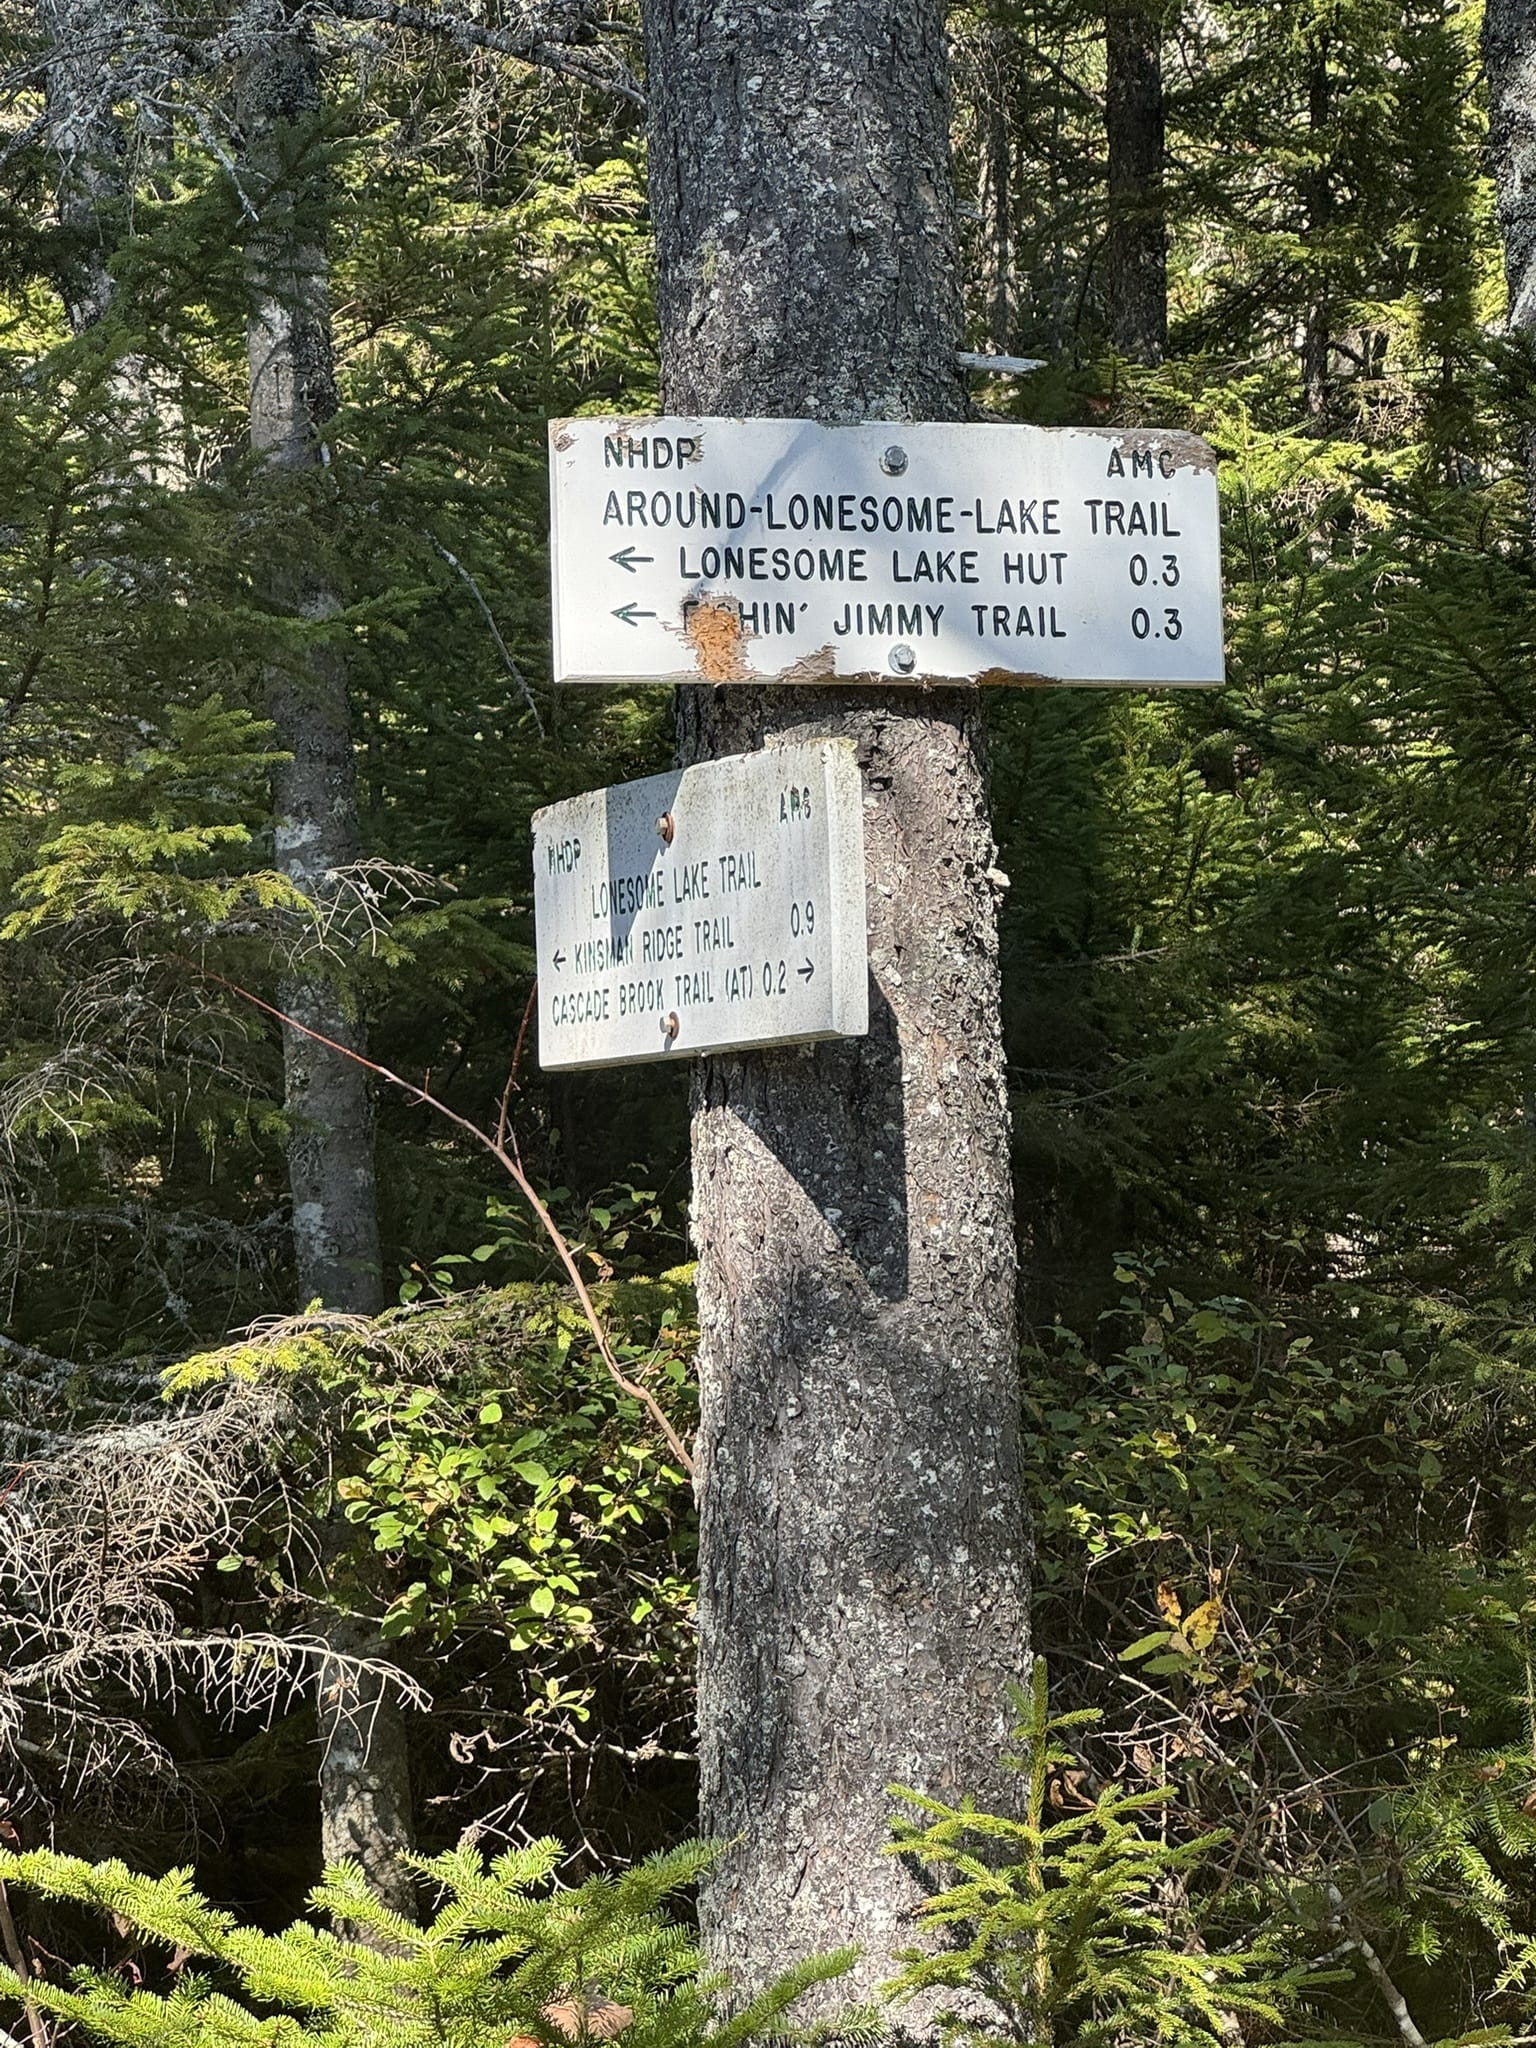 NHDP AMC
AROUND-LONESOME-LAKE TRAIL
← LONESOME LAKE HUT 0.3
← FISHIN´ JIMMY TRAIL 0.3
NHDP AMC
LONESOME LAKE TRAIL
← KINSMAN RIDGE TRAIL 0.9
CASCADE BROOK TRAIL (AT) 0.2 →